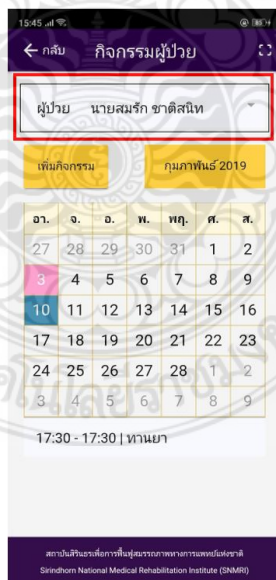 15:45
กลับ กิจกรรมผู้ป่วย
ผู้ป่วย นายสมรัก ชาติสนิท
เพิ่มกิจกรรม กุมภาพันธ์ 2019
อา. จ. อ. พ. พฤ. ศ. ส.
27 28 29 30 31 1 2
3 4 5 6 7 8 9
10 11 12 13 14 15 16
17 18 19 20 21 22 23
24 25 26 27 28 1 2
3 4 5 6 7 8 9
17:30 - 17:30 | ทานยา
สถาบันสิรินธรเพื่อการฟื้นฟูสมรรถภาพทางการแพทย์แห่งชาติ
Sirindhorn National Medical Rehabilitation Institute (SNMRI)